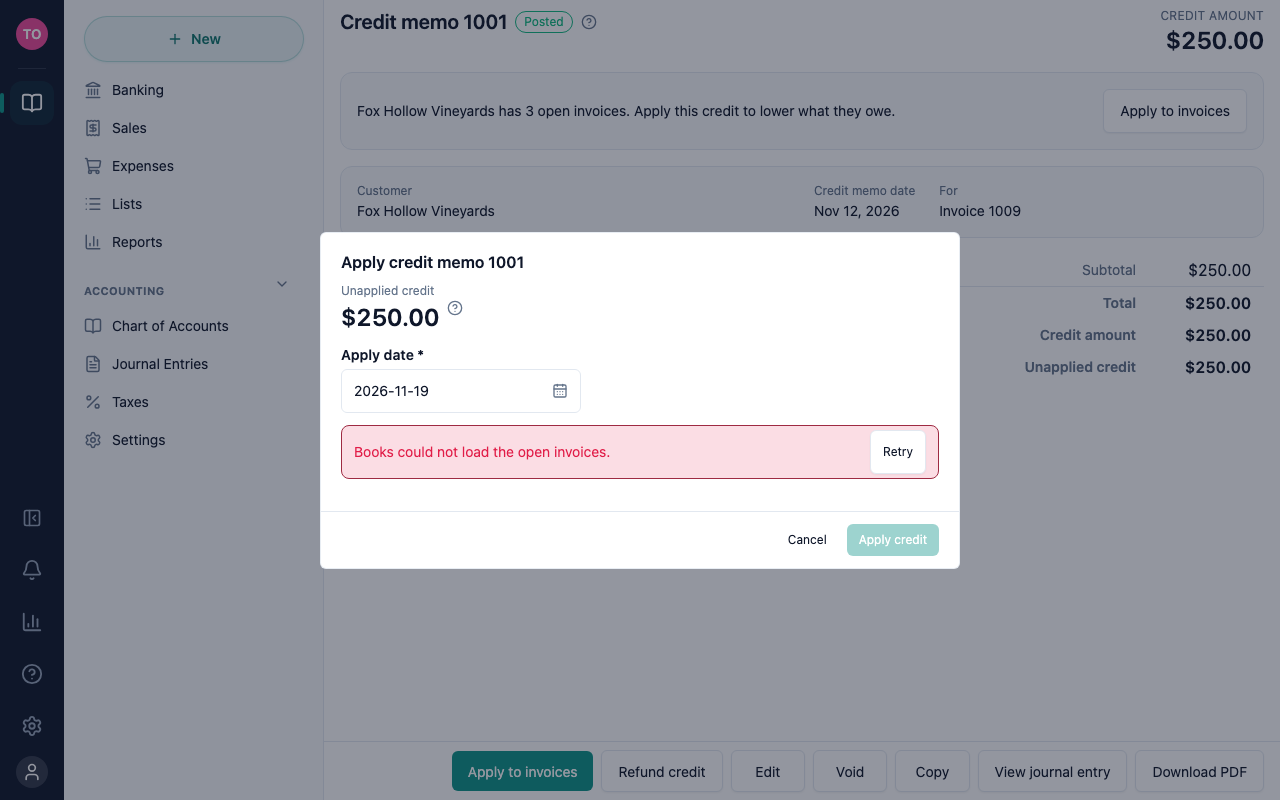 TO
New
Banking
Sales
Expenses
Lists
Reports
ACCOUNTING
Chart of Accounts
Journal Entries
Taxes
Settings
Credit memo 1001 Posted
CREDIT AMOUNT
$250.00
Fox Hollow Vineyards has 3 open invoices. Apply this credit to lower what they owe.
Apply to invoices
Customer Credit memo date For
Fox Hollow Vineyards Nov 12, 2026 Invoice 1009
Subtotal $250.00
Total $250.00
Credit amount $250.00
Unapplied credit $250.00
Apply credit memo 1001
Unapplied credit
$250.00
Apply date *
2026-11-19
Books could not load the open invoices. Retry
Cancel Apply credit
Apply to invoices Refund credit Edit Void Copy View journal entry Download PDF